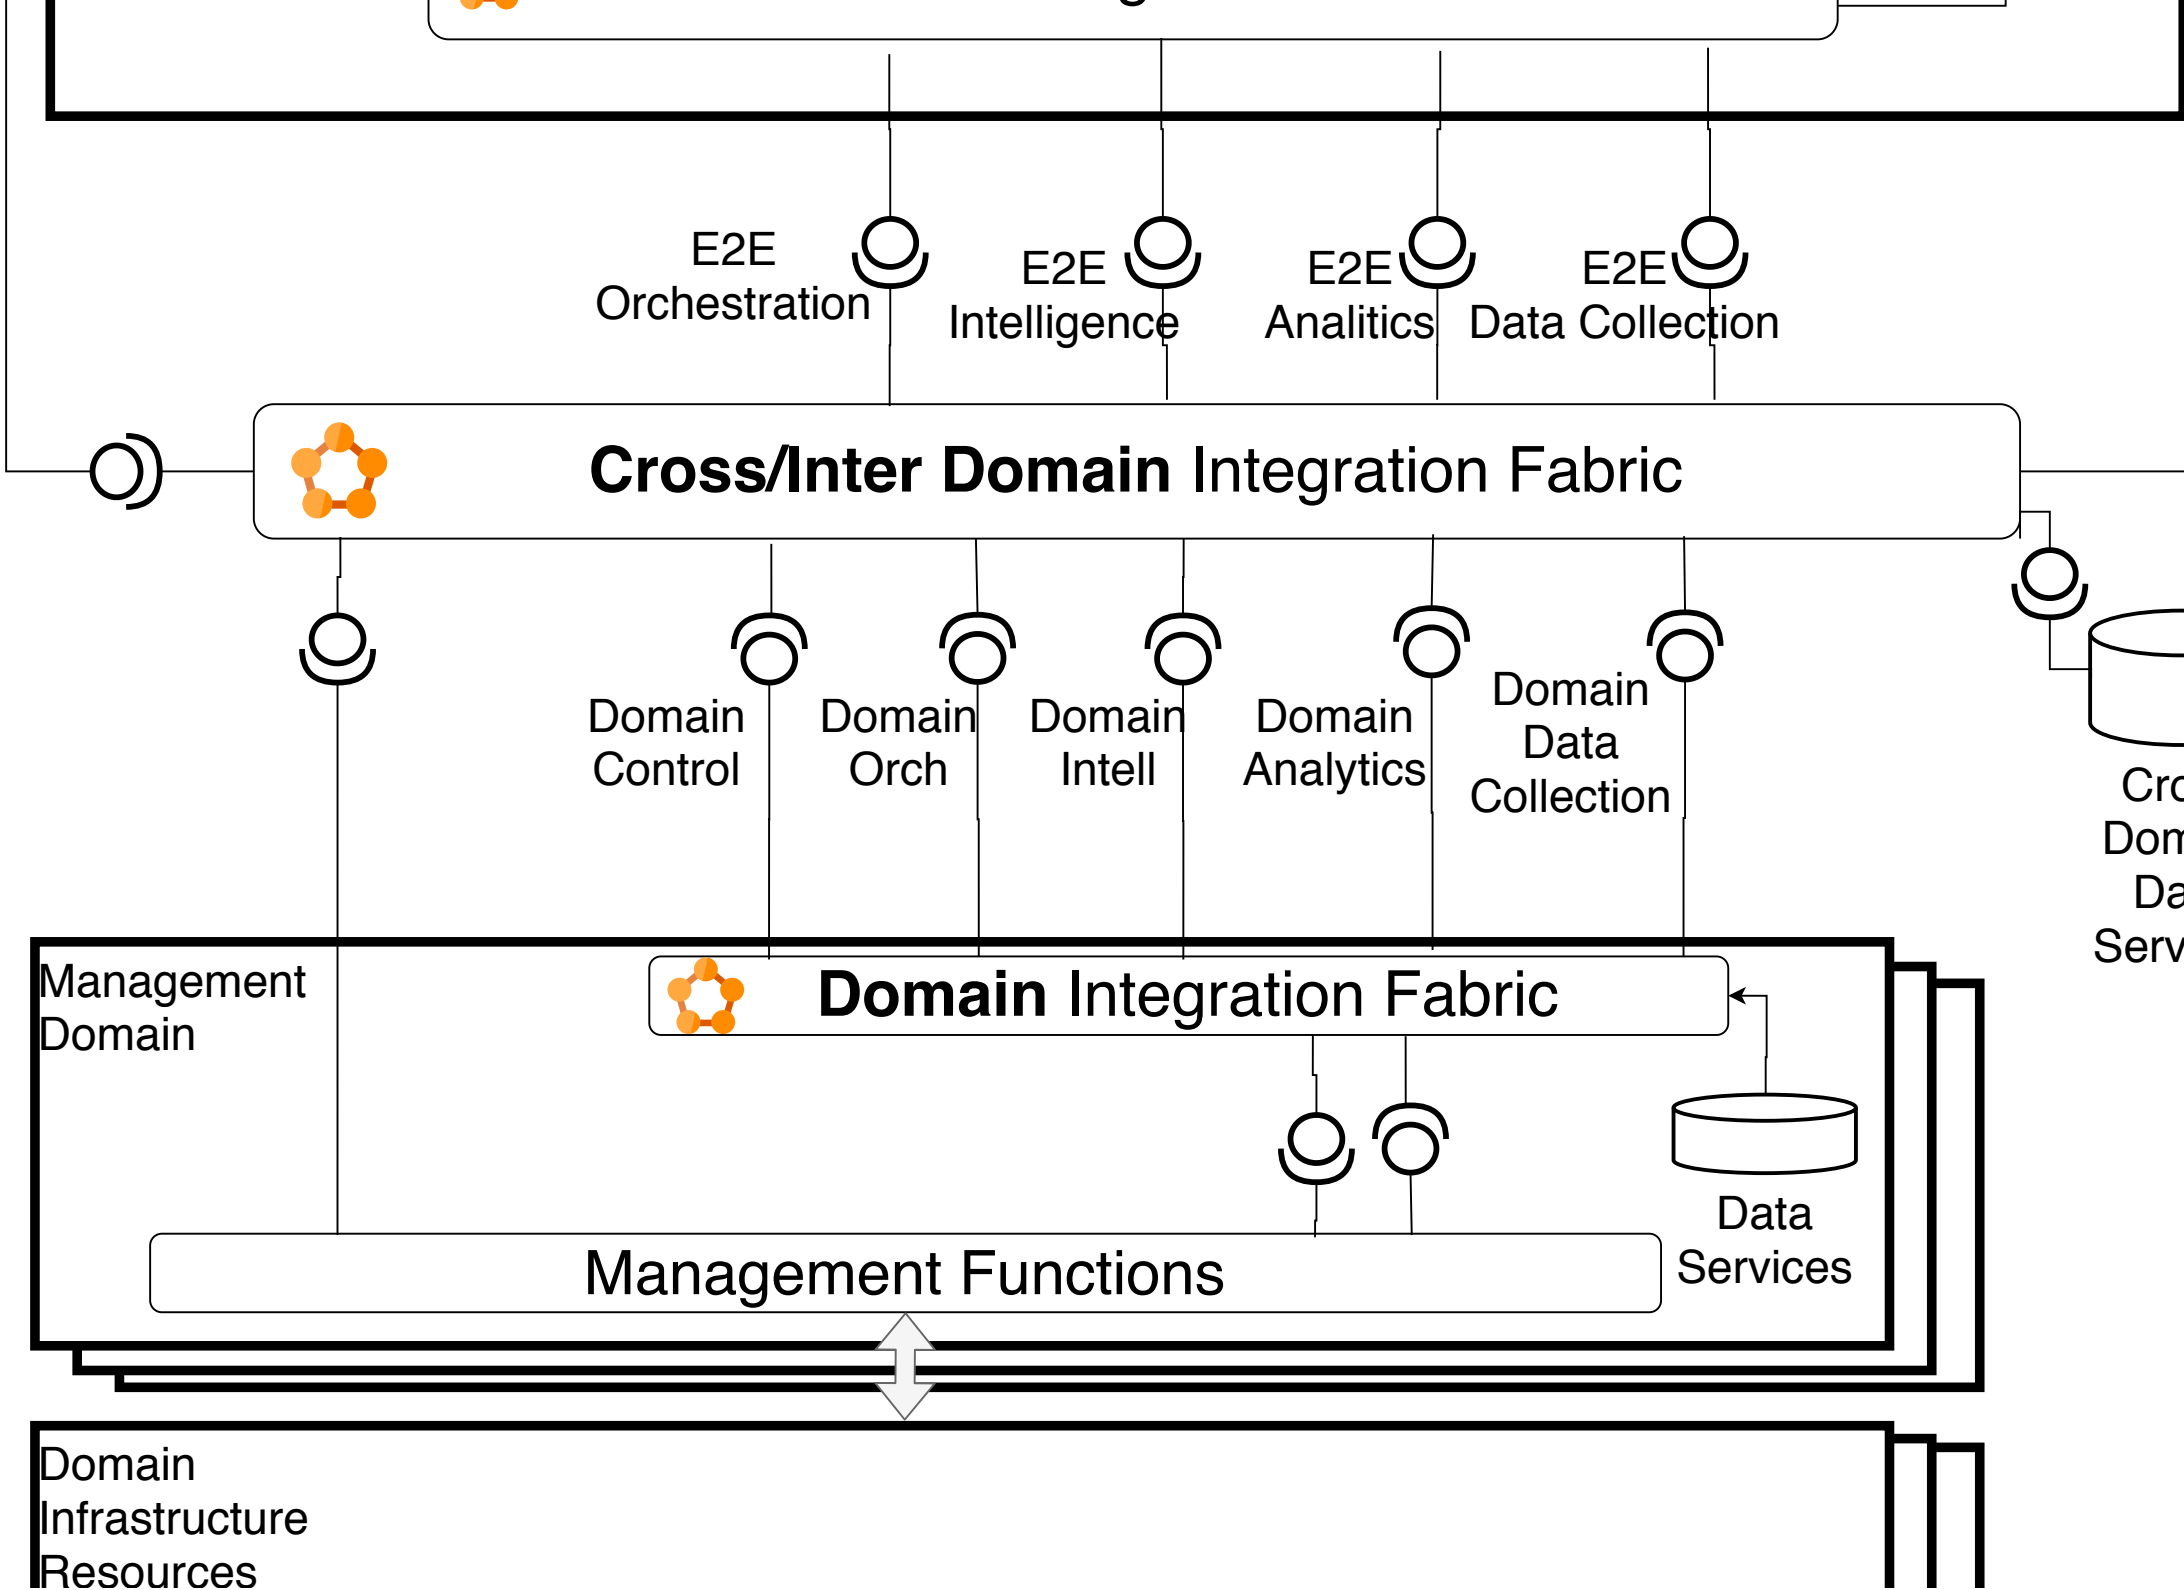 E2E
Orchestration
E2E
Intelligence
E2E
Analitics
E2E
Data Collection
Cross/Inter Domain Integration Fabric
Domain
Control
Domain
Orch
Domain
Intell
Domain
Analytics
Domain
Data
Collection
Management
Domain
Domain Integration Fabric
Data
Services
Management Functions
Domain
Infrastructure
Resources